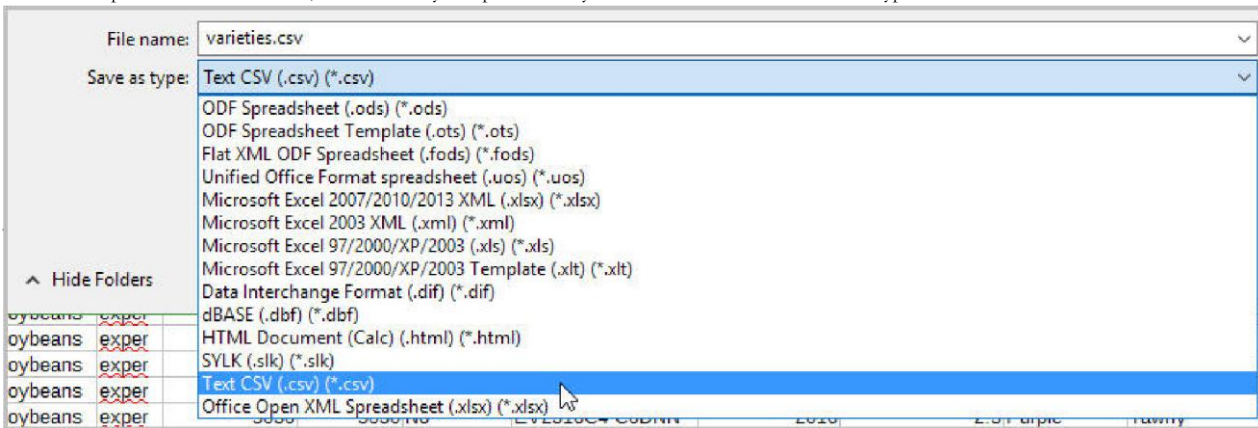 File name: varieties.csv
Save as type: Text CSV (.csv) (*.csv)
ODF Spreadsheet (.ods) (*.ods)
ODF Spreadsheet Template (.ots) (*.ots)
Flat XML ODF Spreadsheet (.fods) (*.fods)
Unified Office Format spreadsheet (.uos) (*.uos)
Microsoft Excel 2007/2010/2013 XML (.xlsx) (*.xlsx)
Microsoft Excel 2003 XML (.xml) (*.xml)
Microsoft Excel 97/2000/XP/2003 (.xls) (*.xls)
Microsoft Excel 97/2000/XP/2003 Template (.xlt) (*.xlt)
Hide Folders
Data Interchange Format (.dif) (*.dif)
dBASE (.dbf) (*.dbf)
HTML Document (Calc) (.html) (*.html)
SYLK (.slk) (*.slk)
Text CSV (.csv) (*.csv)
Office Open XML Spreadsheet (.xlsx) (*.xlsx)
oybeans exper
oybeans exper
oybeans exper
oybeans exper
oybeans exper